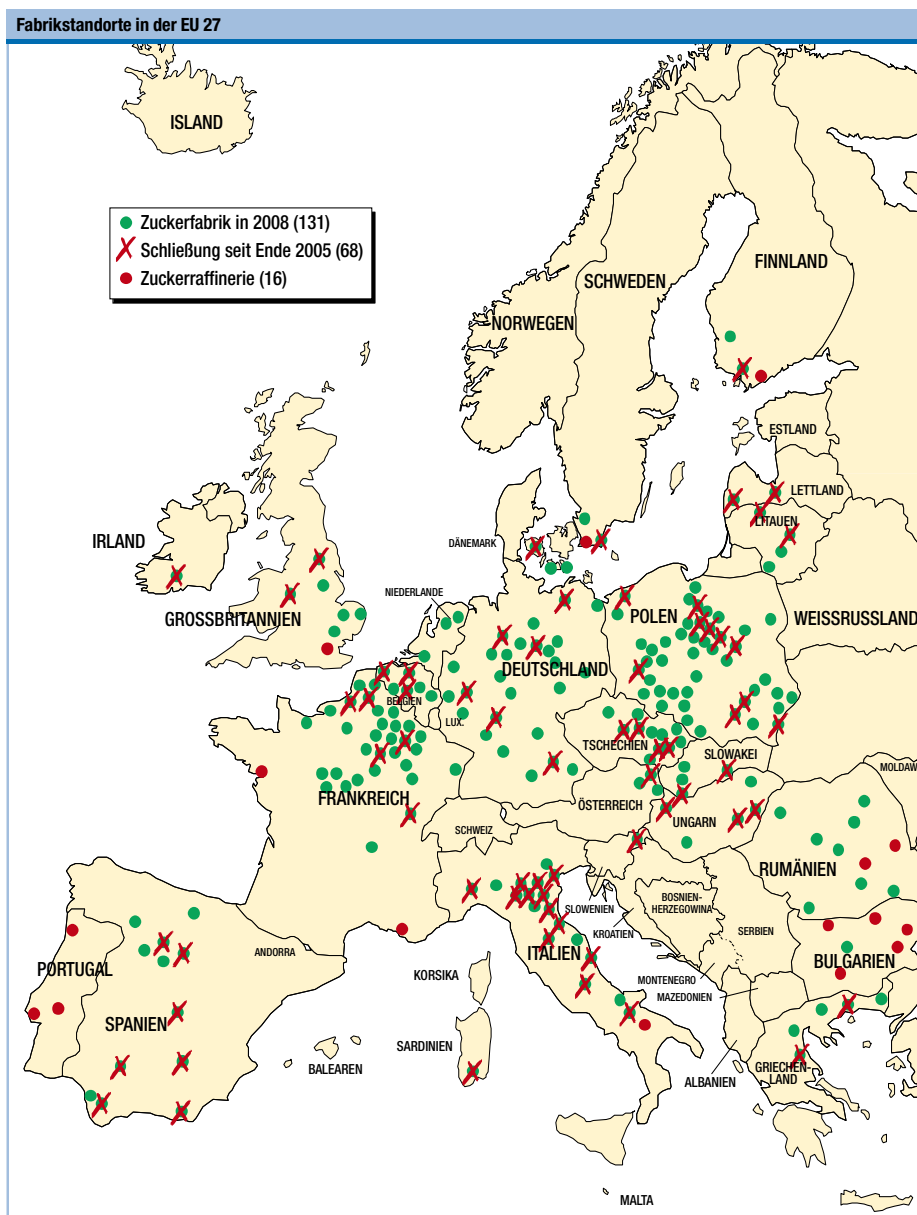 Fabrikstandorte in der EU 27
ISLAND
Zuckerfabrik in 2008 (131)
Schließung seit Ende 2005 (68)
Zuckerraffinerie (16)
FINNLAND
SCHWEDEN
NORWEGEN
ESTLAND
LETTLAND
LITAUEN
IRLAND
DÄNEMARK
NIEDERLANDE
GROSSBRITANNIEN
POLEN
WEISSRUSSLAND
DEUTSCHLAND
BELGIEN
LUX.
TSCHECHIEN
SLOWAKEI
MOLDAW
FRANKREICH
ÖSTERREICH
UNGARN
SCHWEIZ
RUMÄNIEN
BOSNIEN-
HERZEGOWINA
SLOWENIEN
SERBIEN
KROATIEN
ANDORRA
ITALIEN
BULGARIEN
PORTUGAL
KORSIKA
MONTENEGRO
MAZEDONIEN
SPANIEN
SARDINIEN
BALEAREN
GRIECHEN-
LAND
ALBANIEN
MALTA